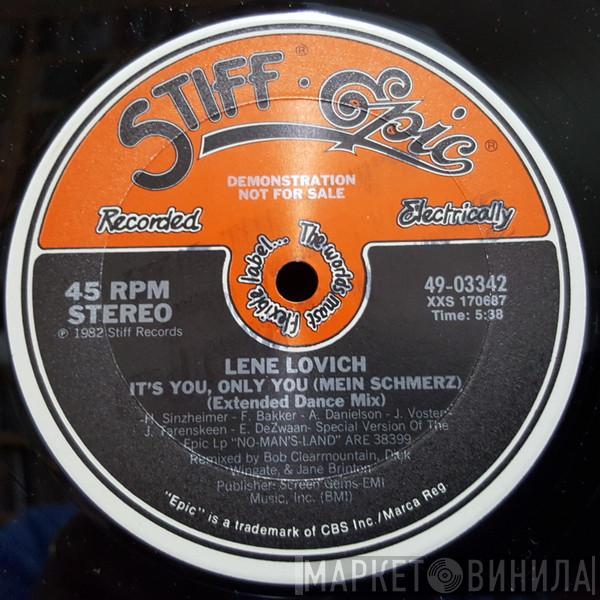 STIFF® · Epic®
DEMONSTRATION
NOT FOR SALE
Recorded
Electrically
The worlds most flexible label...
45 RPM
STEREO
℗ 1982 Stiff Records
49-03342
XXS 170687
Time: 5:38
LENE LOVICH
IT'S YOU, ONLY YOU (MEIN SCHMERZ)
(Extended Dance Mix)
H. Sinzheimer - F. Bakker - A. Danielson - J. Voster-
J. Tarenskeen - E. DeZwaan- Special Version Of The
Epic Lp "NO-MAN'S-LAND" ARE 38399
Remixed by Bob Clearmountain, Dick
Wingate, & Jane Brinton
Publisher- Screen Gems-EMI
Music, Inc. (BMI)
"Epic" is a trademark of CBS Inc./Marca Reg.
МАРКЕТ ВИНИЛА